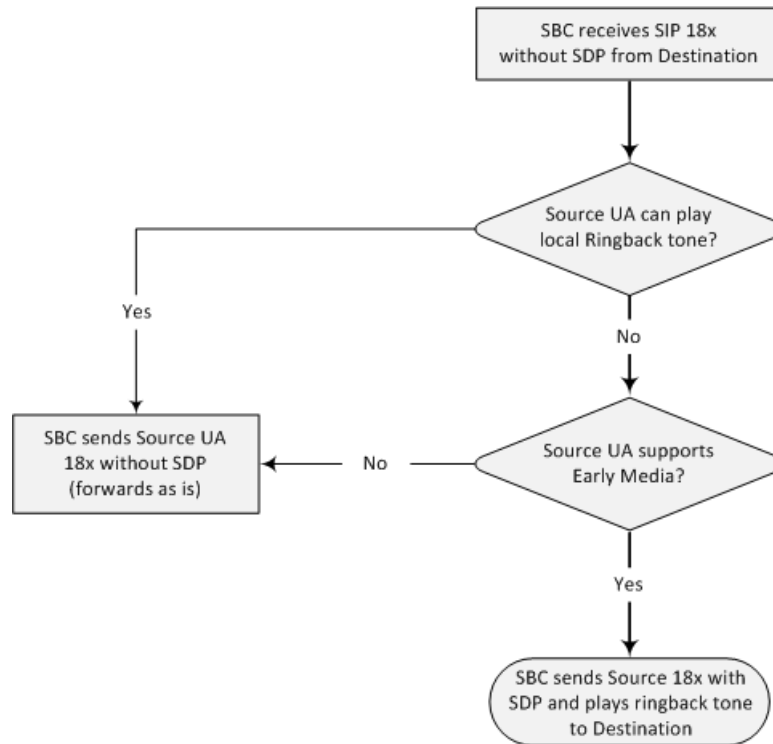 SBC receives SIP 18x
without SDP from Destination
Source UA can play
local Ringback tone?
Yes
No
SBC sends Source UA
18x without SDP
(forwards as is)
No
Source UA supports
Early Media?
Yes
SBC sends Source 18x with
SDP and plays ringback tone
to Destination